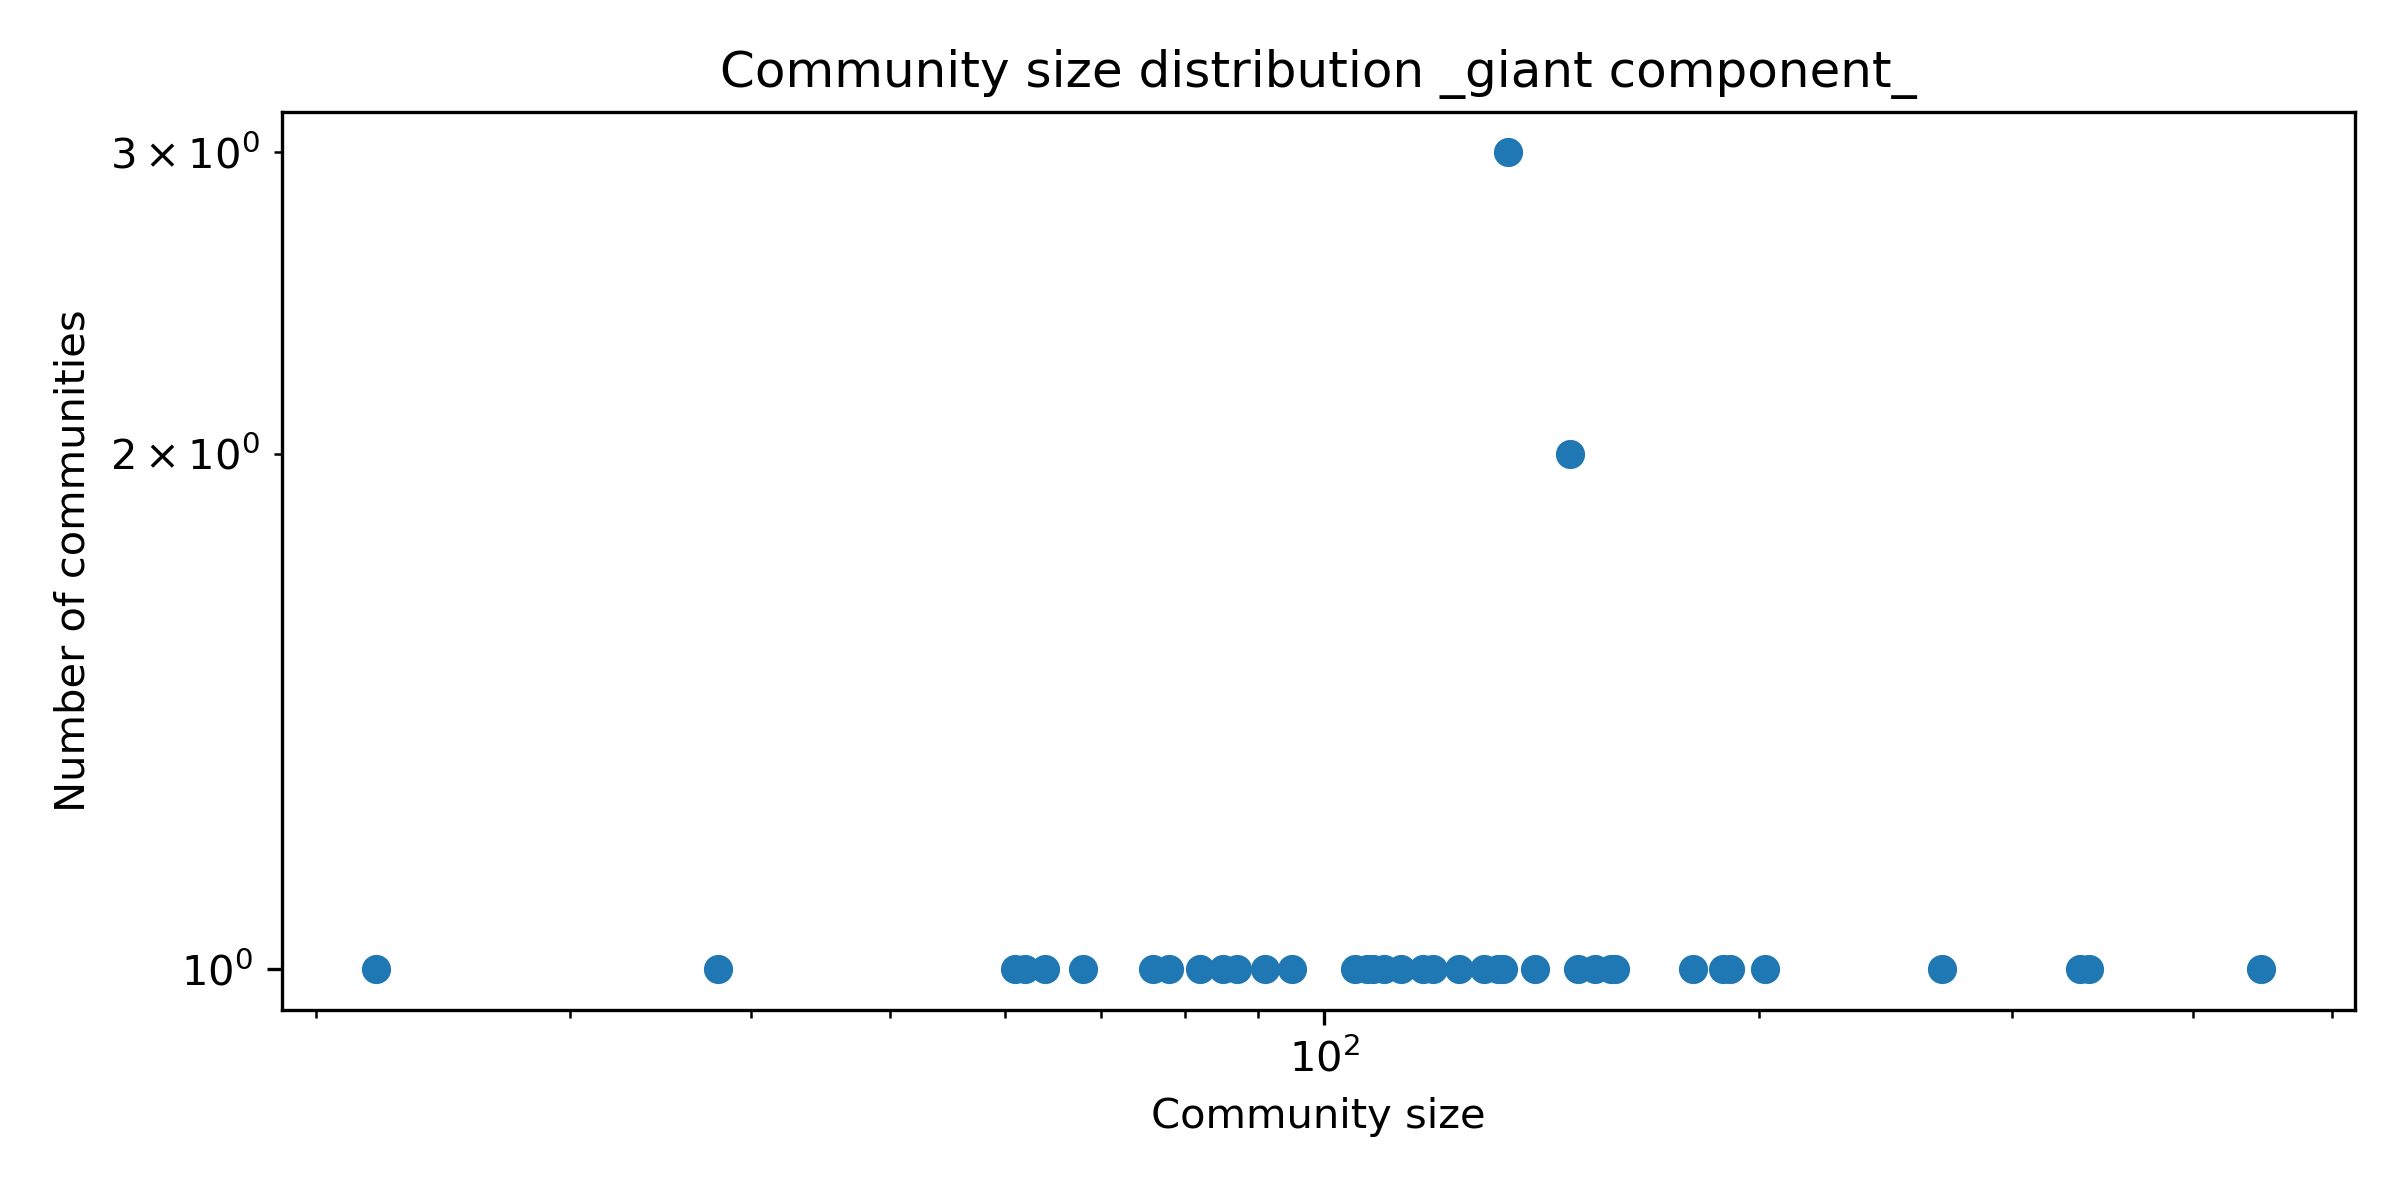 Community size distribution _giant component_
3 × 10⁰
2 × 10⁰
10⁰
Number of communities
10²
Community size